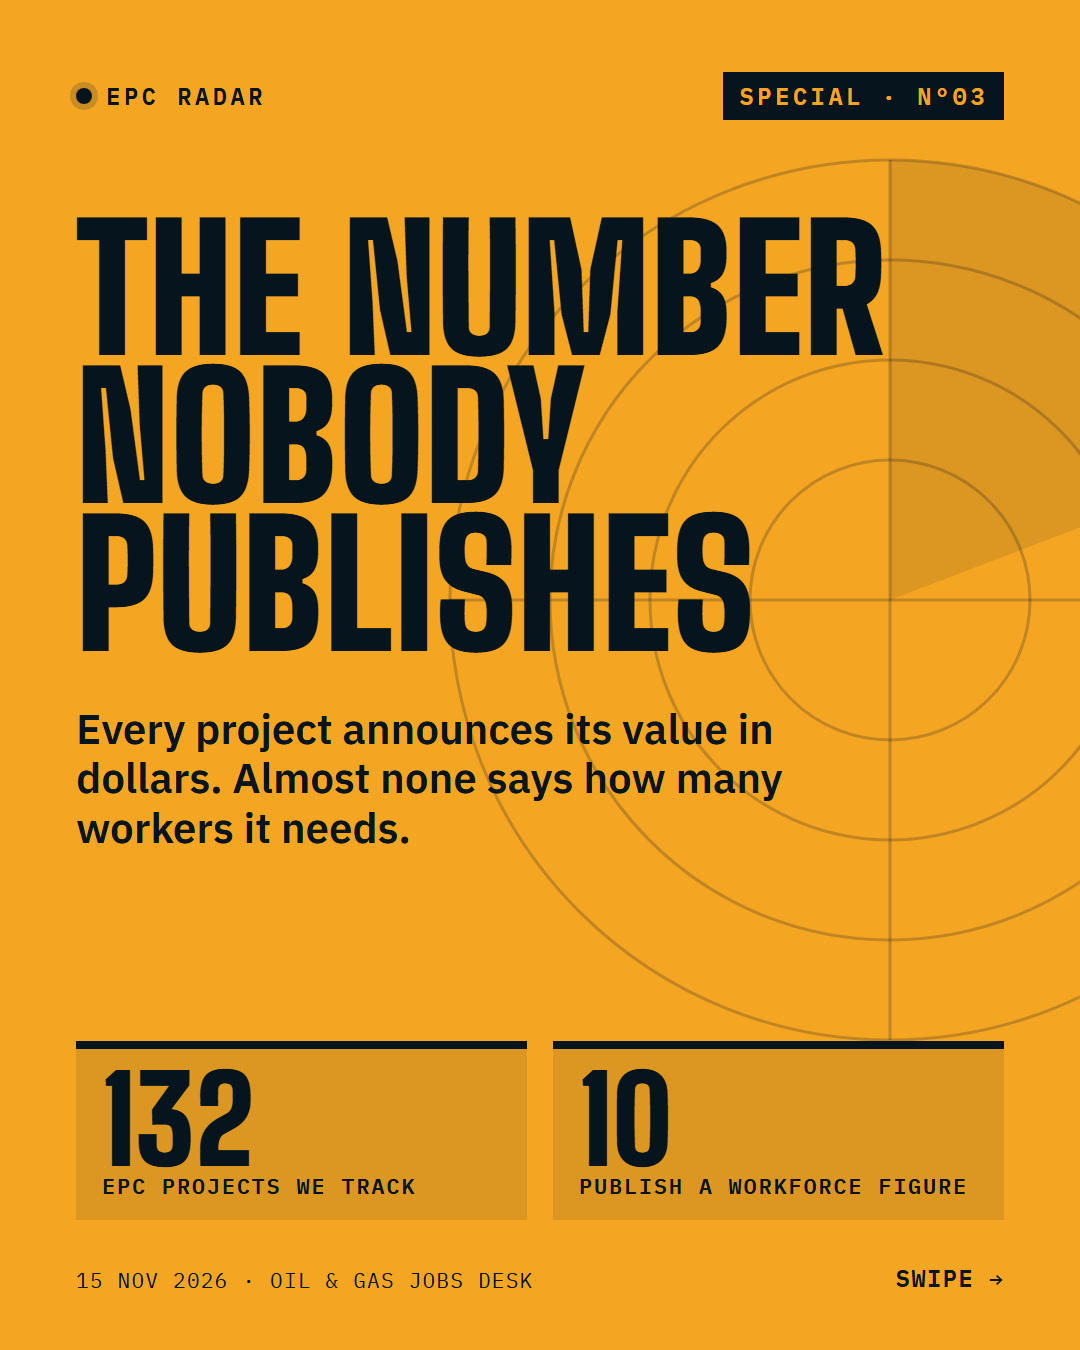 EPC RADAR
SPECIAL · Nº03
THE NUMBER
NOBODY
PUBLISHES
Every project announces its value in
dollars. Almost none says how many
workers it needs.
132
EPC PROJECTS WE TRACK
10
PUBLISH A WORKFORCE FIGURE
15 NOV 2026 · OIL & GAS JOBS DESK
SWIPE →